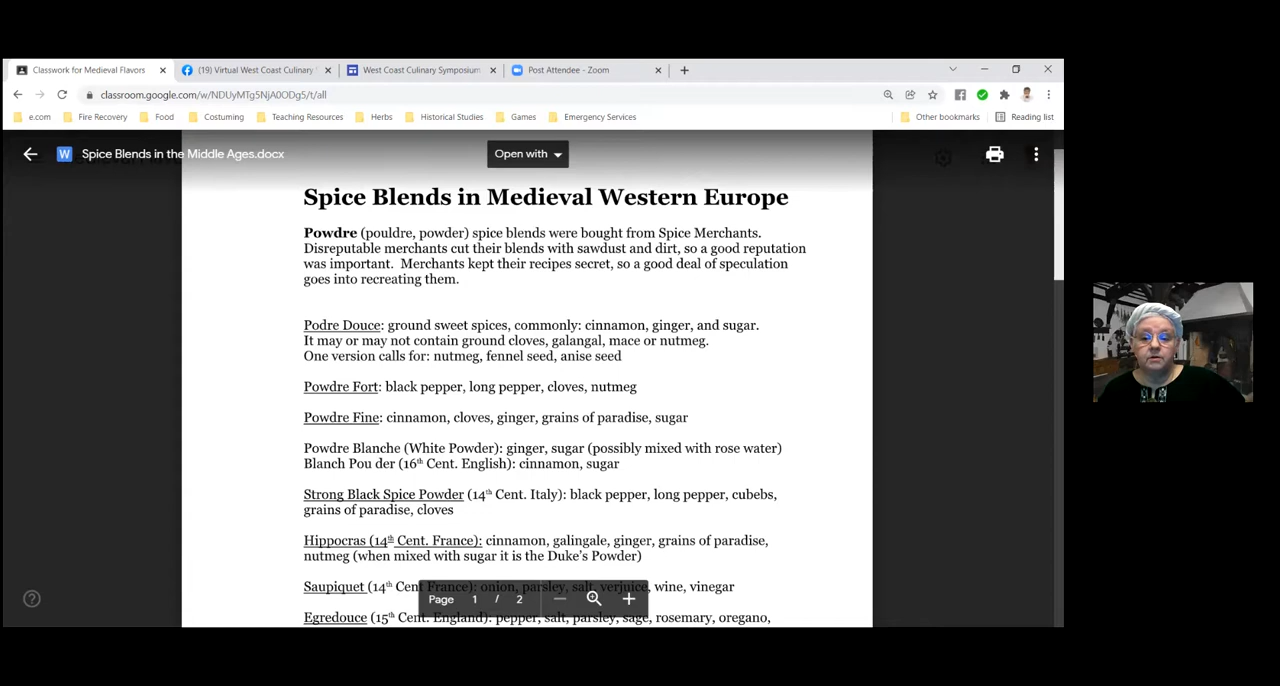 Classwork for Medieval Flavors
(19) Virtual West Coast Culinary
West Coast Culinary Symposium
Post Attendee - Zoom
classroom.google.com/w/NDUyMTg5NjA0ODg5/t/all
e.com Fire Recovery Food Costuming Teaching Resources Herbs Historical Studies Games Emergency Services Other bookmarks Reading list
W Spice Blends in the Middle Ages.docx
Open with
Spice Blends in Medieval Western Europe
Powdre (pouldre, powder) spice blends were bought from Spice Merchants.
Disreputable merchants cut their blends with sawdust and dirt, so a good reputation
was important. Merchants kept their recipes secret, so a good deal of speculation
goes into recreating them.
Podre Douce: ground sweet spices, commonly: cinnamon, ginger, and sugar.
It may or may not contain ground cloves, galangal, mace or nutmeg.
One version calls for: nutmeg, fennel seed, anise seed
Powdre Fort: black pepper, long pepper, cloves, nutmeg
Powdre Fine: cinnamon, cloves, ginger, grains of paradise, sugar
Powdre Blanche (White Powder): ginger, sugar (possibly mixed with rose water)
Blanch Pou der (16th Cent. English): cinnamon, sugar
Strong Black Spice Powder (14th Cent. Italy): black pepper, long pepper, cubebs,
grains of paradise, cloves
Hippocras (14th Cent. France): cinnamon, galingale, ginger, grains of paradise,
nutmeg (when mixed with sugar it is the Duke's Powder)
Saupiquet (14th Cent France): onion, parsley, salt, verjuice, wine, vinegar
Page 1 / 2
Egredouce (15th Cent. England): pepper, salt, parsley, sage, rosemary, oregano,